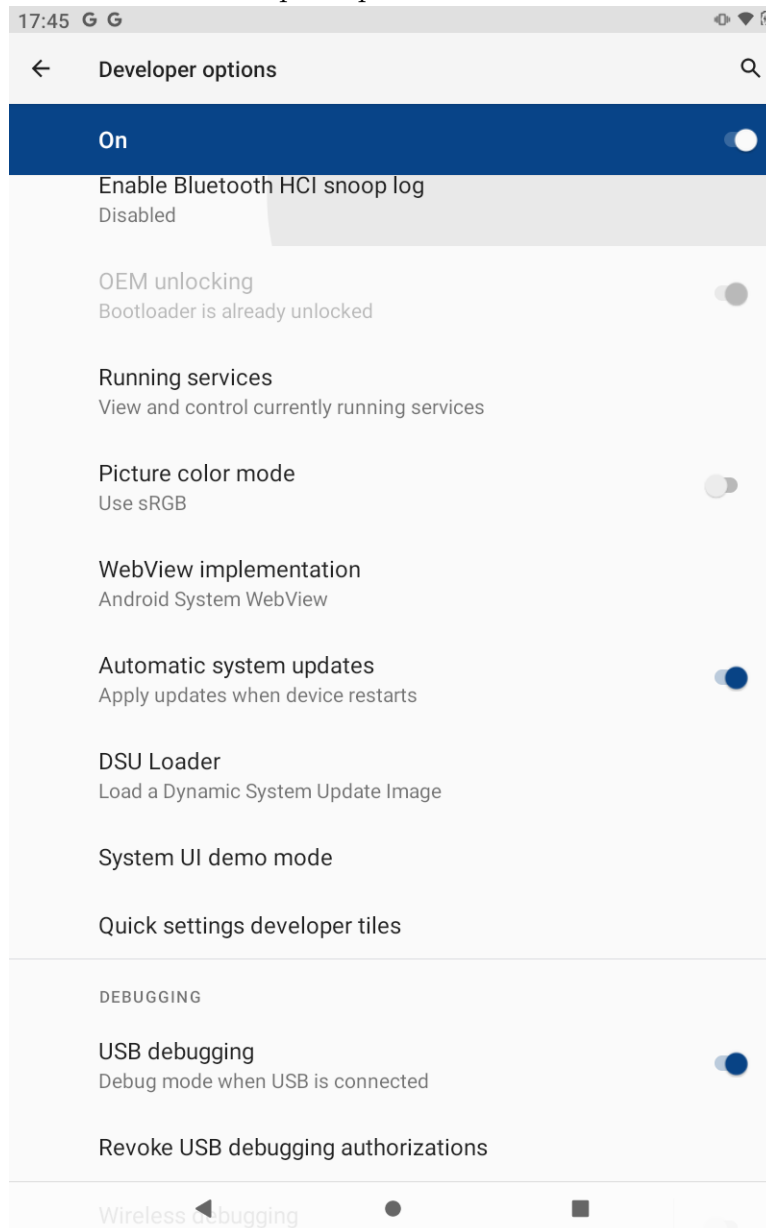 17:45 G G
Developer options
On
Enable Bluetooth HCI snoop log
Disabled
OEM unlocking
Bootloader is already unlocked
Running services
View and control currently running services
Picture color mode
Use sRGB
WebView implementation
Android System WebView
Automatic system updates
Apply updates when device restarts
DSU Loader
Load a Dynamic System Update Image
System UI demo mode
Quick settings developer tiles
DEBUGGING
USB debugging
Debug mode when USB is connected
Revoke USB debugging authorizations
Wireless debugging